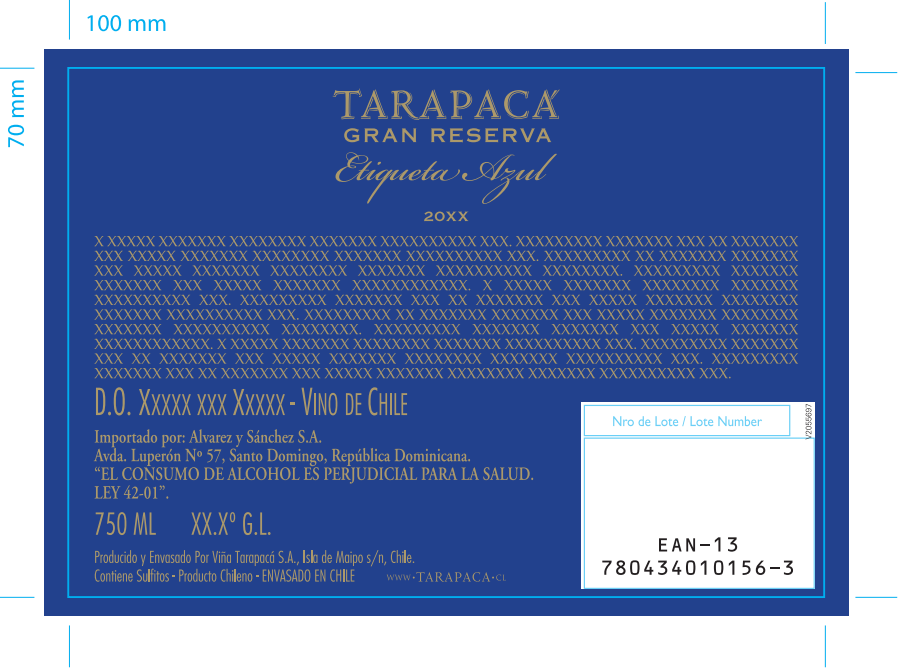 100 mm
70 mm
TARAPACÁ
GRAN RESERVA
Etiqueta Azul
20XX
X XXXXX XXXXXXX XXXXXXXX XXXXXXX XXXXXXXXXX XXX. XXXXXXXXX XXXXXXX XXX XX XXXXXXX
XXX XXXXX XXXXXXX XXXXXXXX XXXXXXX XXXXXXXXXX XXX. XXXXXXXXX XX XXXXXXX XXXXXXX
XXX XXXXX XXXXXXX XXXXXXXX XXXXXXX XXXXXXXXXX XXXXXXXX. XXXXXXXXX XXXXXXX
XXXXXXX XXX XXXXX XXXXXXX XXXXXXXXXXXX. X XXXXX XXXXXXX XXXXXXXX XXXXXXX
XXXXXXXXXX XXX. XXXXXXXXX XXXXXXX XXX XX XXXXXXX XXX XXXXX XXXXXXX XXXXXXXX
XXXXXXX XXXXXXXXXX XXX. XXXXXXXXX XX XXXXXXX XXXXXXX XXX XXXXX XXXXXXX XXXXXXXX
XXXXXXX XXXXXXXXXX XXXXXXXX. XXXXXXXXX XXXXXXX XXXXXXX XXX XXXXX XXXXXXX
XXXXXXXXXXXX. X XXXXX XXXXXXX XXXXXXXX XXXXXXX XXXXXXXXXX XXX. XXXXXXXXX XXXXXXX
XXX XX XXXXXXX XXX XXXXX XXXXXXX XXXXXXXX XXXXXXX XXXXXXXXXX XXX. XXXXXXXXX
XXXXXXX XXX XX XXXXXXX XXX XXXXX XXXXXXX XXXXXXXX XXXXXXX XXXXXXXXXX XXX.
D.O. XXXXX XXX XXXXX - VINO DE CHILE
Importado por: Alvarez y Sánchez S.A.
Avda. Luperón Nº 57, Santo Domingo, República Dominicana.
“EL CONSUMO DE ALCOHOL ES PERJUDICIAL PARA LA SALUD.
LEY 42-01”.
750 ML XX.Xº G.L.
Producido y Envasado Por Viña Tarapacá S.A., Isla de Maipo s/n, Chile.
Contiene Sulfitos - Producto Chileno - ENVASADO EN CHILE
WWW·TARAPACA·CL
Nro de Lote / Lote Number
V2055697
EAN-13
780434010156-3